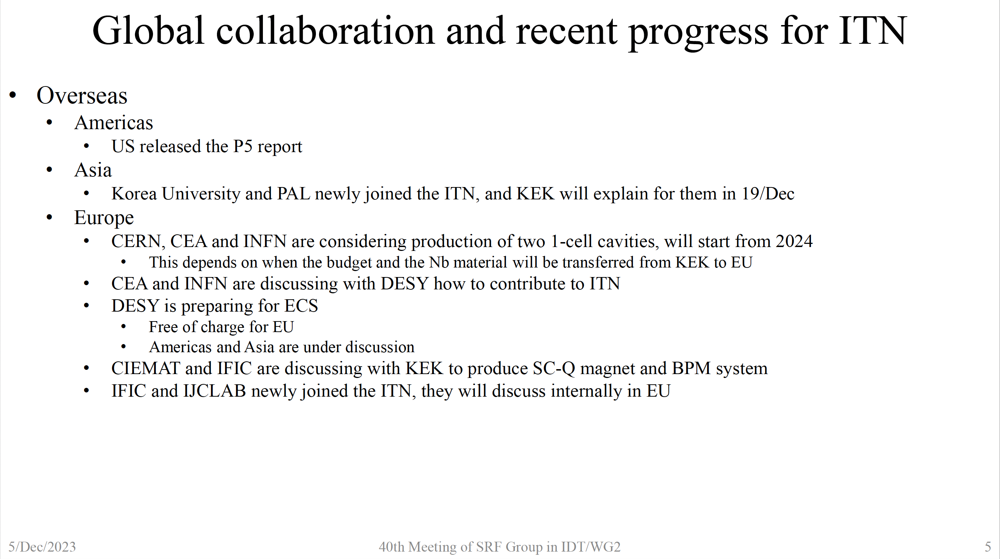 Global collaboration and recent progress for ITN
• Overseas
• Americas
• US released the P5 report
• Asia
• Korea University and PAL newly joined the ITN, and KEK will explain for them in 19/Dec
• Europe
• CERN, CEA and INFN are considering production of two 1-cell cavities, will start from 2024
• This depends on when the budget and the Nb material will be transferred from KEK to EU
• CEA and INFN are discussing with DESY how to contribute to ITN
• DESY is preparing for ECS
• Free of charge for EU
• Americas and Asia are under discussion
• CIEMAT and IFIC are discussing with KEK to produce SC-Q magnet and BPM system
• IFIC and IJCLAB newly joined the ITN, they will discuss internally in EU
5/Dec/2023
40th Meeting of SRF Group in IDT/WG2
5